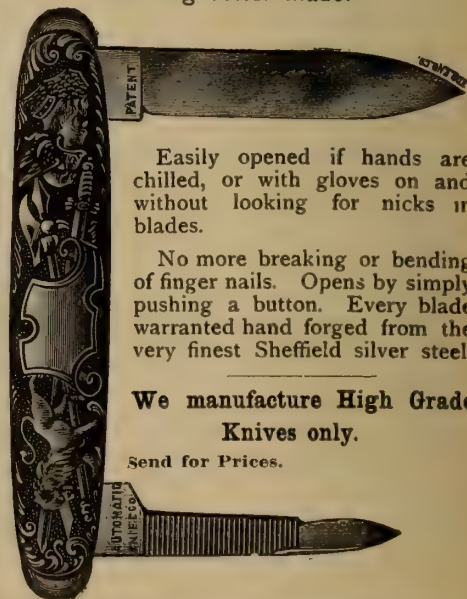 PATENT
Easily opened if hands are
chilled, or with gloves on and
without looking for nicks in
blades.
No more breaking or bending
of finger nails. Opens by simply
pushing a button. Every blade
warranted hand forged from the
very finest Sheffield silver steel
We manufacture High Grade
Knives only.
Send for Prices.
AUTOMATIC
KNIFE CO